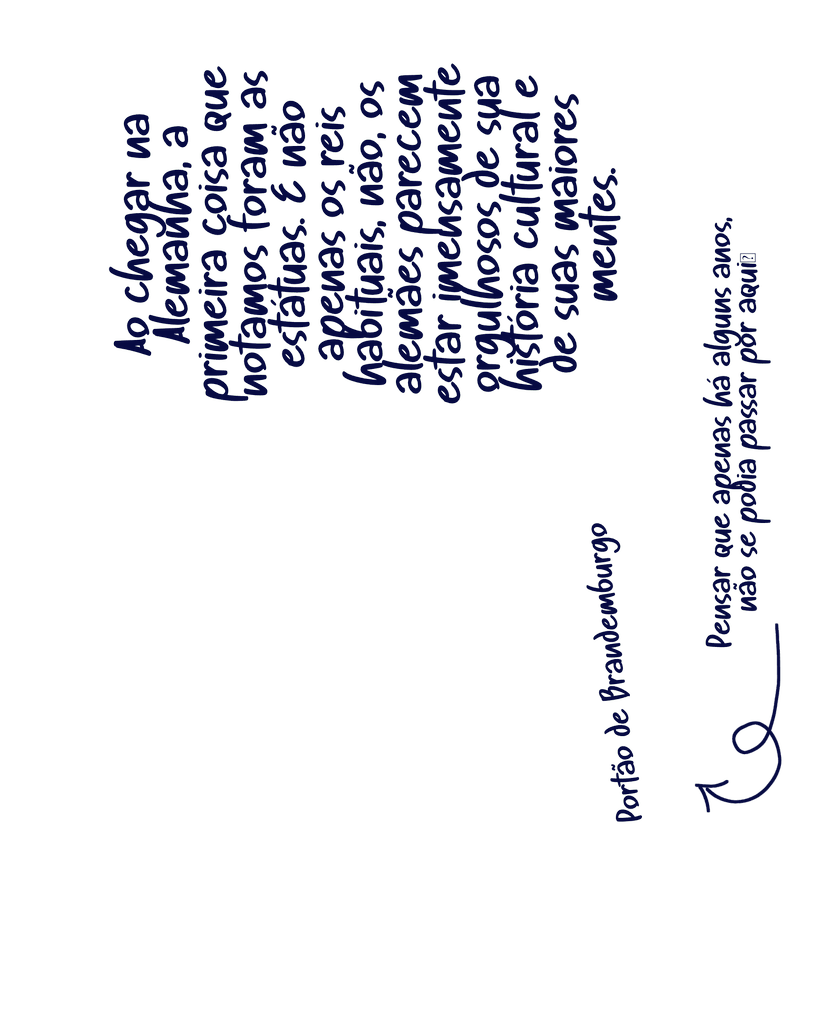 Ao chegar na
Alemanha, a
primeira coisa que
notamos foram as
estátuas. E não
apenas os reis
habituais, não, os
alemães parecem
estar imensamente
orgulhosos de sua
história cultural e
de suas maiores
mentes.
Portão de Brandemburgo
Pensar que apenas há alguns anos,
não se podia passar por aqui